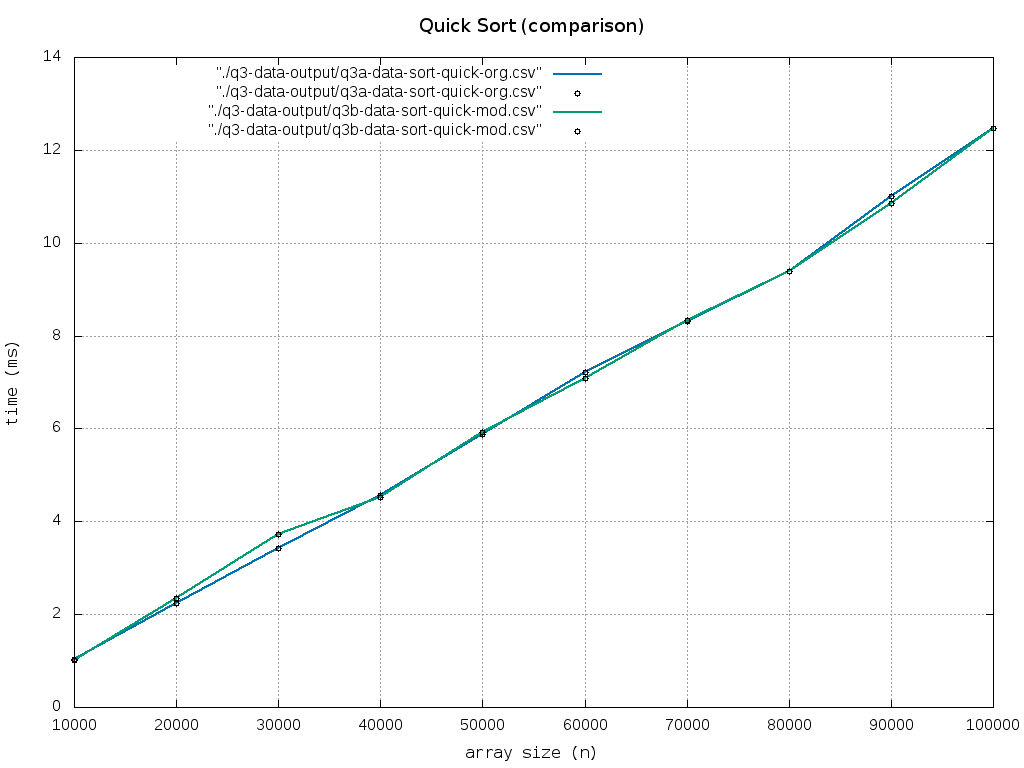 Quick Sort (comparison)
"./q3-data-output/q3a-data-sort-quick-org.csv"
"./q3-data-output/q3a-data-sort-quick-org.csv"
"./q3-data-output/q3b-data-sort-quick-mod.csv"
"./q3-data-output/q3b-data-sort-quick-mod.csv"
14
12
10
8
6
4
2
0
time (ms)
10000 20000 30000 40000 50000 60000 70000 80000 90000 100000
array size (n)